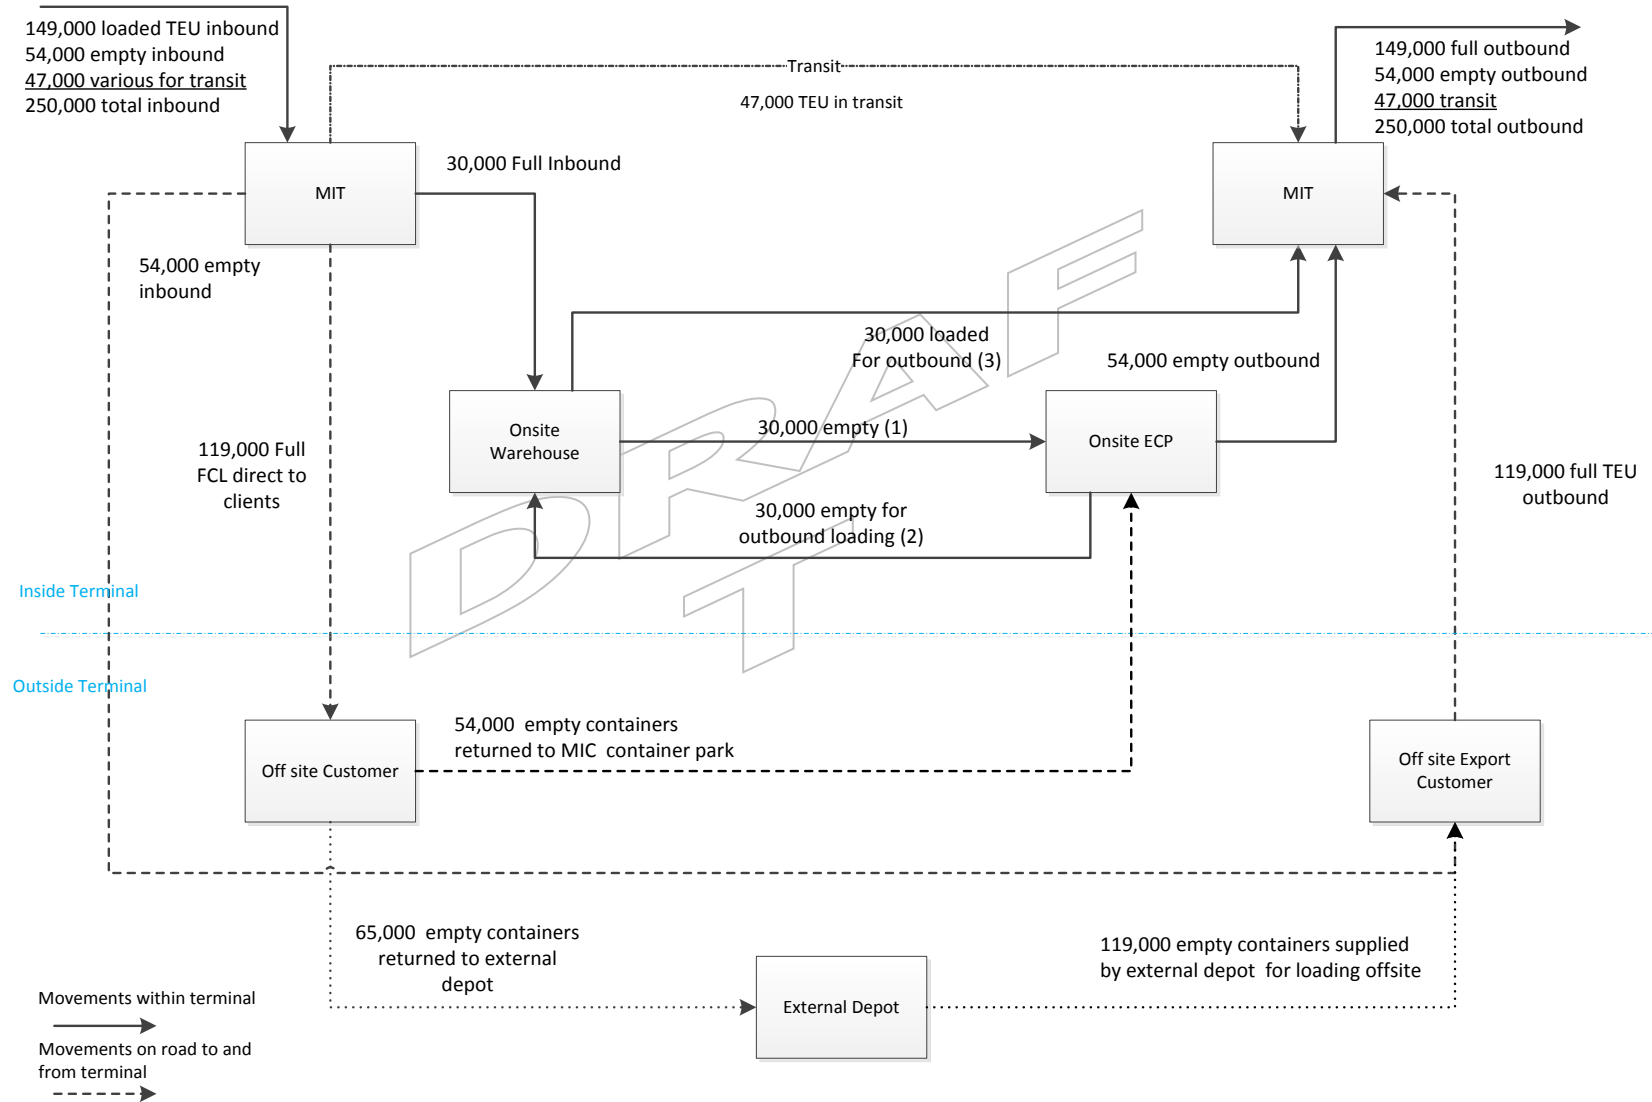 149,000 loaded TEU inbound
54,000 empty inbound
47,000 various for transit
250,000 total inbound
Transit
47,000 TEU in transit
149,000 full outbound
54,000 empty outbound
47,000 transit
250,000 total outbound
MIT
30,000 Full Inbound
MIT
54,000 empty
inbound
30,000 loaded
For outbound (3)
54,000 empty outbound
Onsite
Warehouse
30,000 empty (1)
Onsite ECP
119,000 Full
FCL direct to
clients
119,000 full TEU
outbound
30,000 empty for
outbound loading (2)
DRAF
T
Inside Terminal
Outside Terminal
Off site Customer
54,000 empty containers
returned to MIC container park
Off site Export
Customer
65,000 empty containers
returned to external
depot
External Depot
119,000 empty containers supplied
by external depot for loading offsite
Movements within terminal
Movements on road to and
from terminal